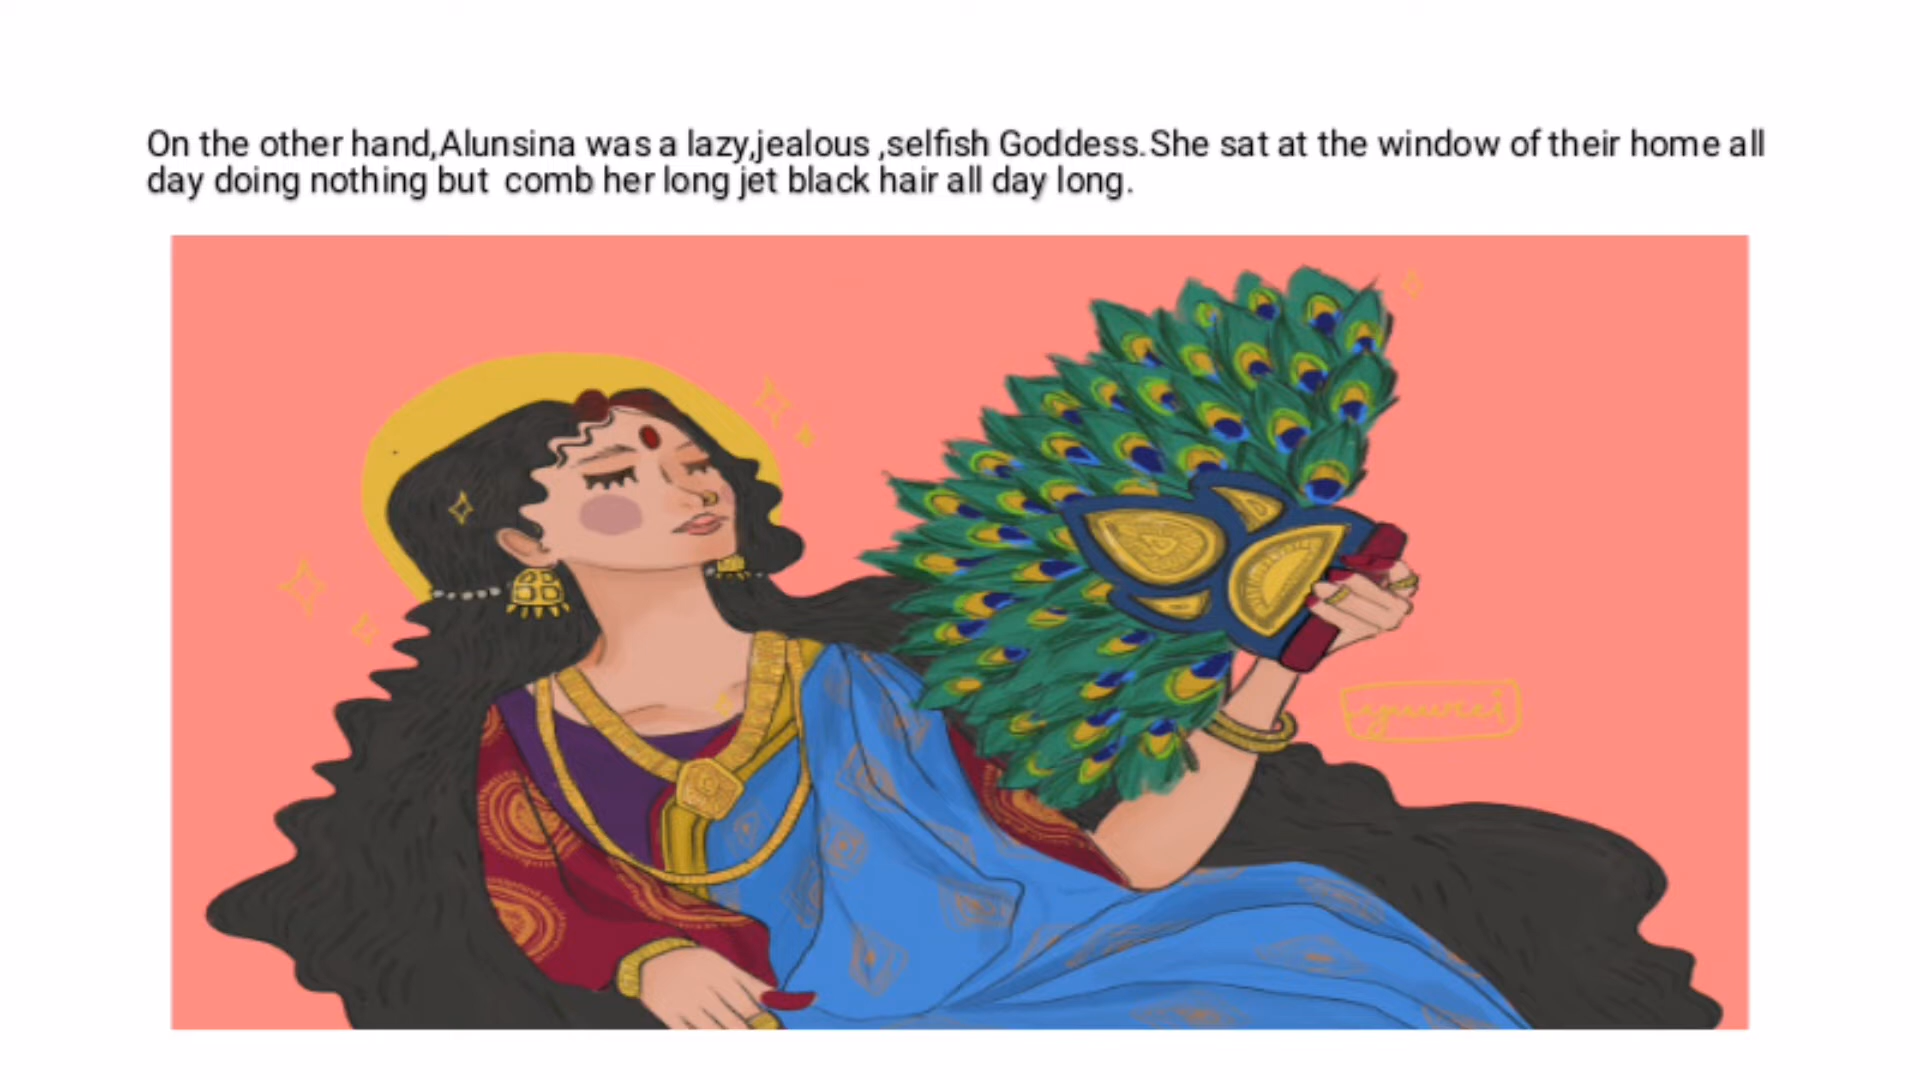 On the other hand,Alunsina was a lazy,jealous ,selfish Goddess.She sat at the window of their home all
day doing nothing but comb her long jet black hair all day long.